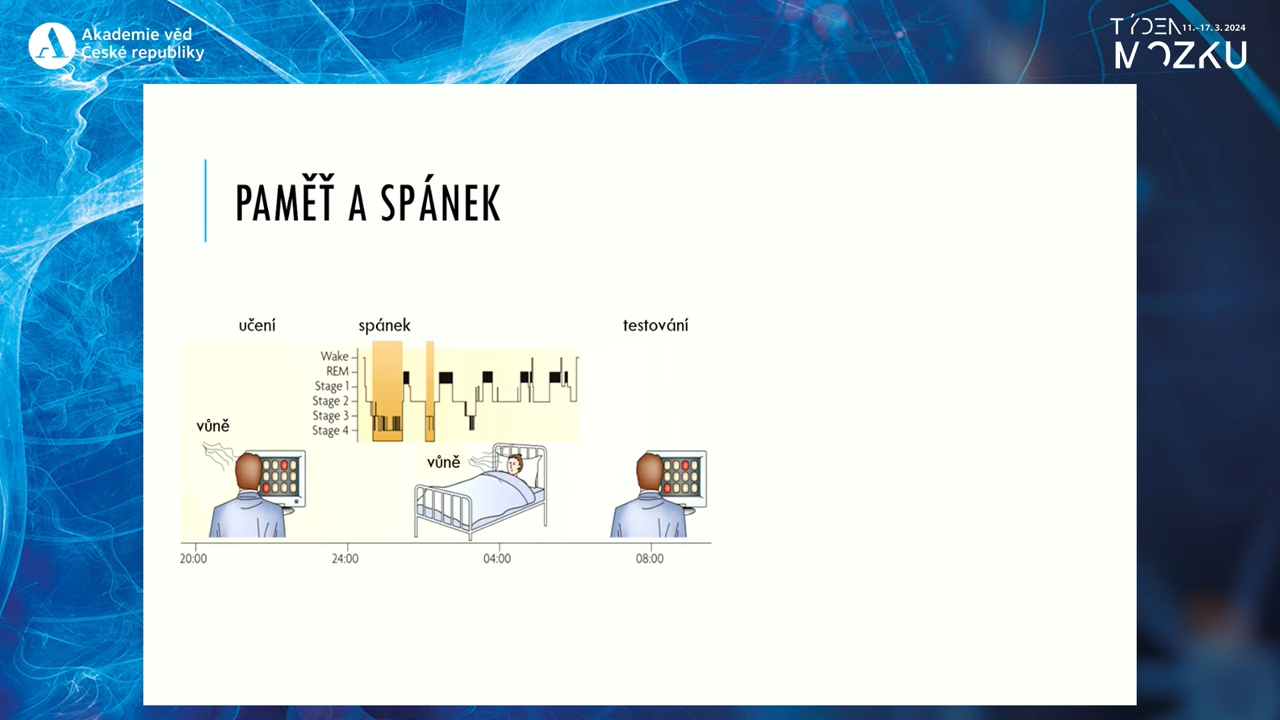 Akademie věd
České republiky
TÝDEN 11.–17. 3. 2024
MOZKU
PAMĚŤ A SPÁNEK
učení
spánek
testování
Wake
REM
Stage 1
Stage 2
Stage 3
Stage 4
vůně
vůně
20:00
24:00
04:00
08:00